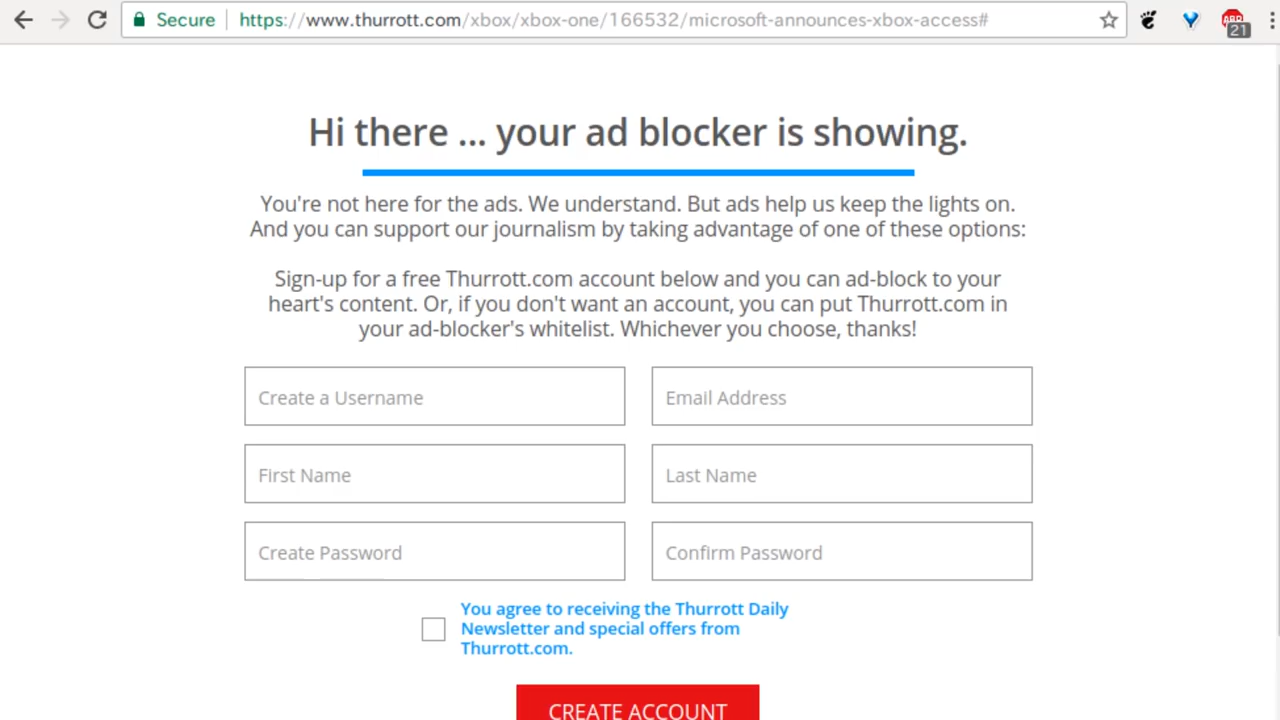 Secure https://www.thurrott.com/xbox/xbox-one/166532/microsoft-announces-xbox-access#
ABP
21
Hi there ... your ad blocker is showing.
You're not here for the ads. We understand. But ads help us keep the lights on.
And you can support our journalism by taking advantage of one of these options:
Sign-up for a free Thurrott.com account below and you can ad-block to your
heart's content. Or, if you don't want an account, you can put Thurrott.com in
your ad-blocker's whitelist. Whichever you choose, thanks!
Create a Username Email Address
First Name Last Name
Create Password Confirm Password
You agree to receiving the Thurrott Daily
Newsletter and special offers from
Thurrott.com.
CREATE ACCOUNT